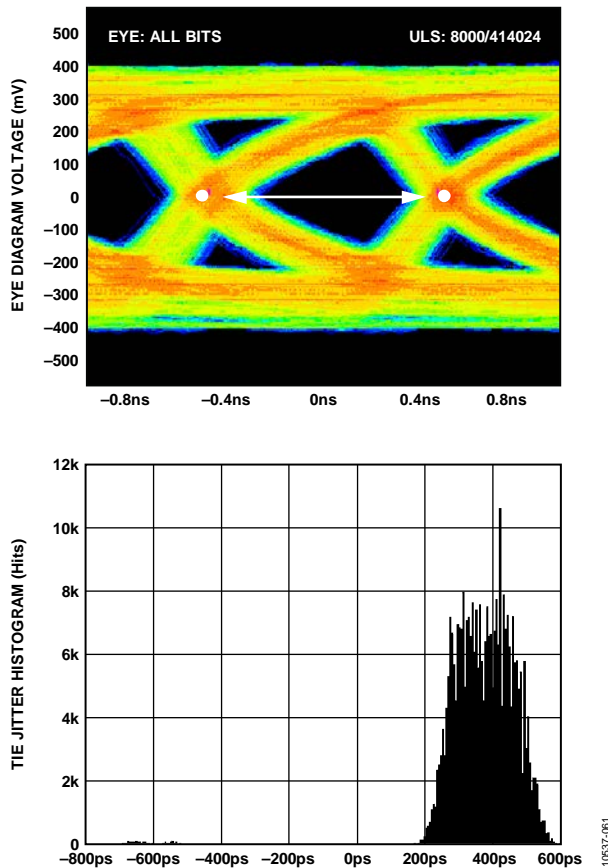 EYE: ALL BITS ULS: 8000/414024
EYE DIAGRAM VOLTAGE (mV)
500
400
300
200
100
0
–100
–200
–300
–400
–500
–0.8ns –0.4ns 0ns 0.4ns 0.8ns
TIE JITTER HISTOGRAM (Hits)
12k
10k
8k
6k
4k
2k
0
–800ps –600ps –400ps –200ps 0ps 200ps 400ps 600ps
10537-061